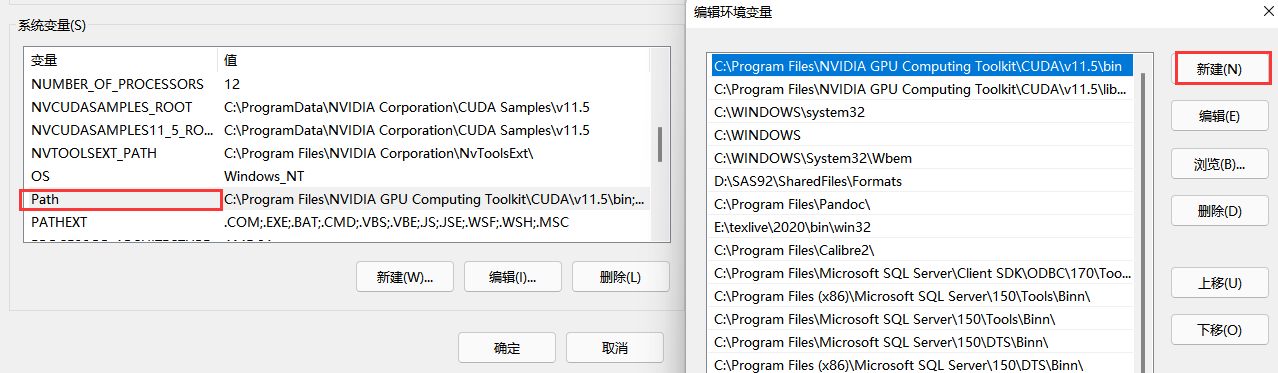 系统变量(S)
变量 值
NUMBER_OF_PROCESSORS 12
NVCUDASAMPLES_ROOT C:\ProgramData\NVIDIA Corporation\CUDA Samples\v11.5
NVCUDASAMPLES11_5_RO... C:\ProgramData\NVIDIA Corporation\CUDA Samples\v11.5
NVTOOLSEXT_PATH C:\Program Files\NVIDIA Corporation\NvToolsExt\
OS Windows_NT
Path C:\Program Files\NVIDIA GPU Computing Toolkit\CUDA\v11.5\bin;...
PATHEXT .COM;.EXE;.BAT;.CMD;.VBS;.VBE;.JS;.JSE;.WSF;.WSH;.MSC
新建(W)... 编辑(I)... 删除(L)
确定 取消
编辑环境变量
C:\Program Files\NVIDIA GPU Computing Toolkit\CUDA\v11.5\bin
C:\Program Files\NVIDIA GPU Computing Toolkit\CUDA\v11.5\lib...
C:\WINDOWS\system32
C:\WINDOWS
C:\WINDOWS\System32\Wbem
D:\SAS92\SharedFiles\Formats
C:\Program Files\Pandoc\
E:\texlive\2020\bin\win32
C:\Program Files\Calibre2\
C:\Program Files\Microsoft SQL Server\Client SDK\ODBC\170\Too...
C:\Program Files (x86)\Microsoft SQL Server\150\Tools\Binn\
C:\Program Files\Microsoft SQL Server\150\Tools\Binn\
C:\Program Files\Microsoft SQL Server\150\DTS\Binn\
C:\Program Files (x86)\Microsoft SQL Server\150\DTS\Binn\
新建(N)
编辑(E)
浏览(B)...
删除(D)
上移(U)
下移(O)